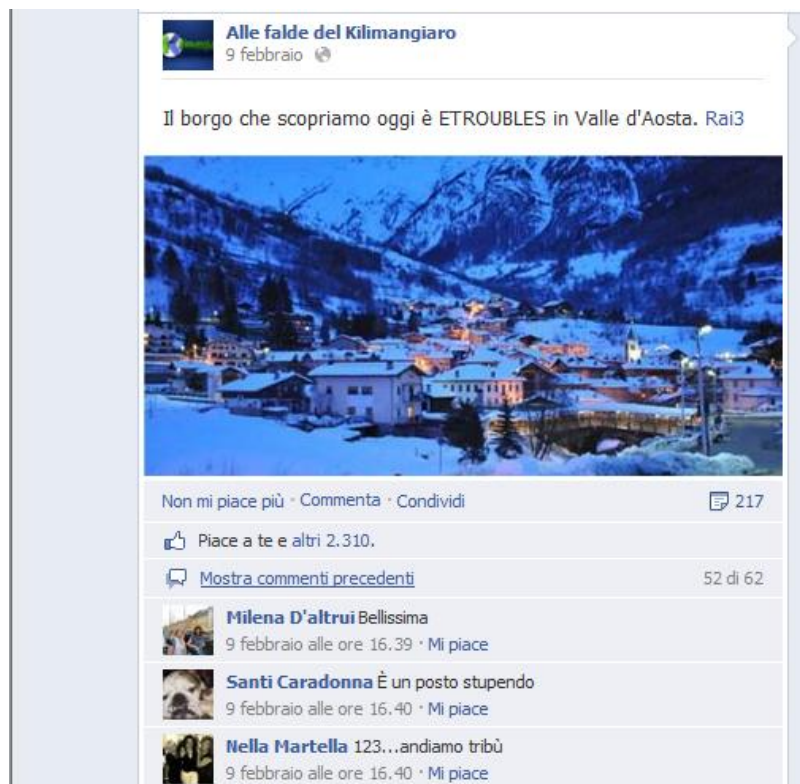 Alle falde del Kilimangiaro
9 febbraio
Il borgo che scopriamo oggi è ETROUBLES in Valle d'Aosta. Rai3
Non mi piace più · Commenta · Condividi 217
Piace a te e altri 2.310.
Mostra commenti precedenti 52 di 62
Milena D'altrui Bellissima
9 febbraio alle ore 16.39 · Mi piace
Santi Caradonna È un posto stupendo
9 febbraio alle ore 16.40 · Mi piace
Nella Martella 123...andiamo tribù
9 febbraio alle ore 16.40 · Mi piace